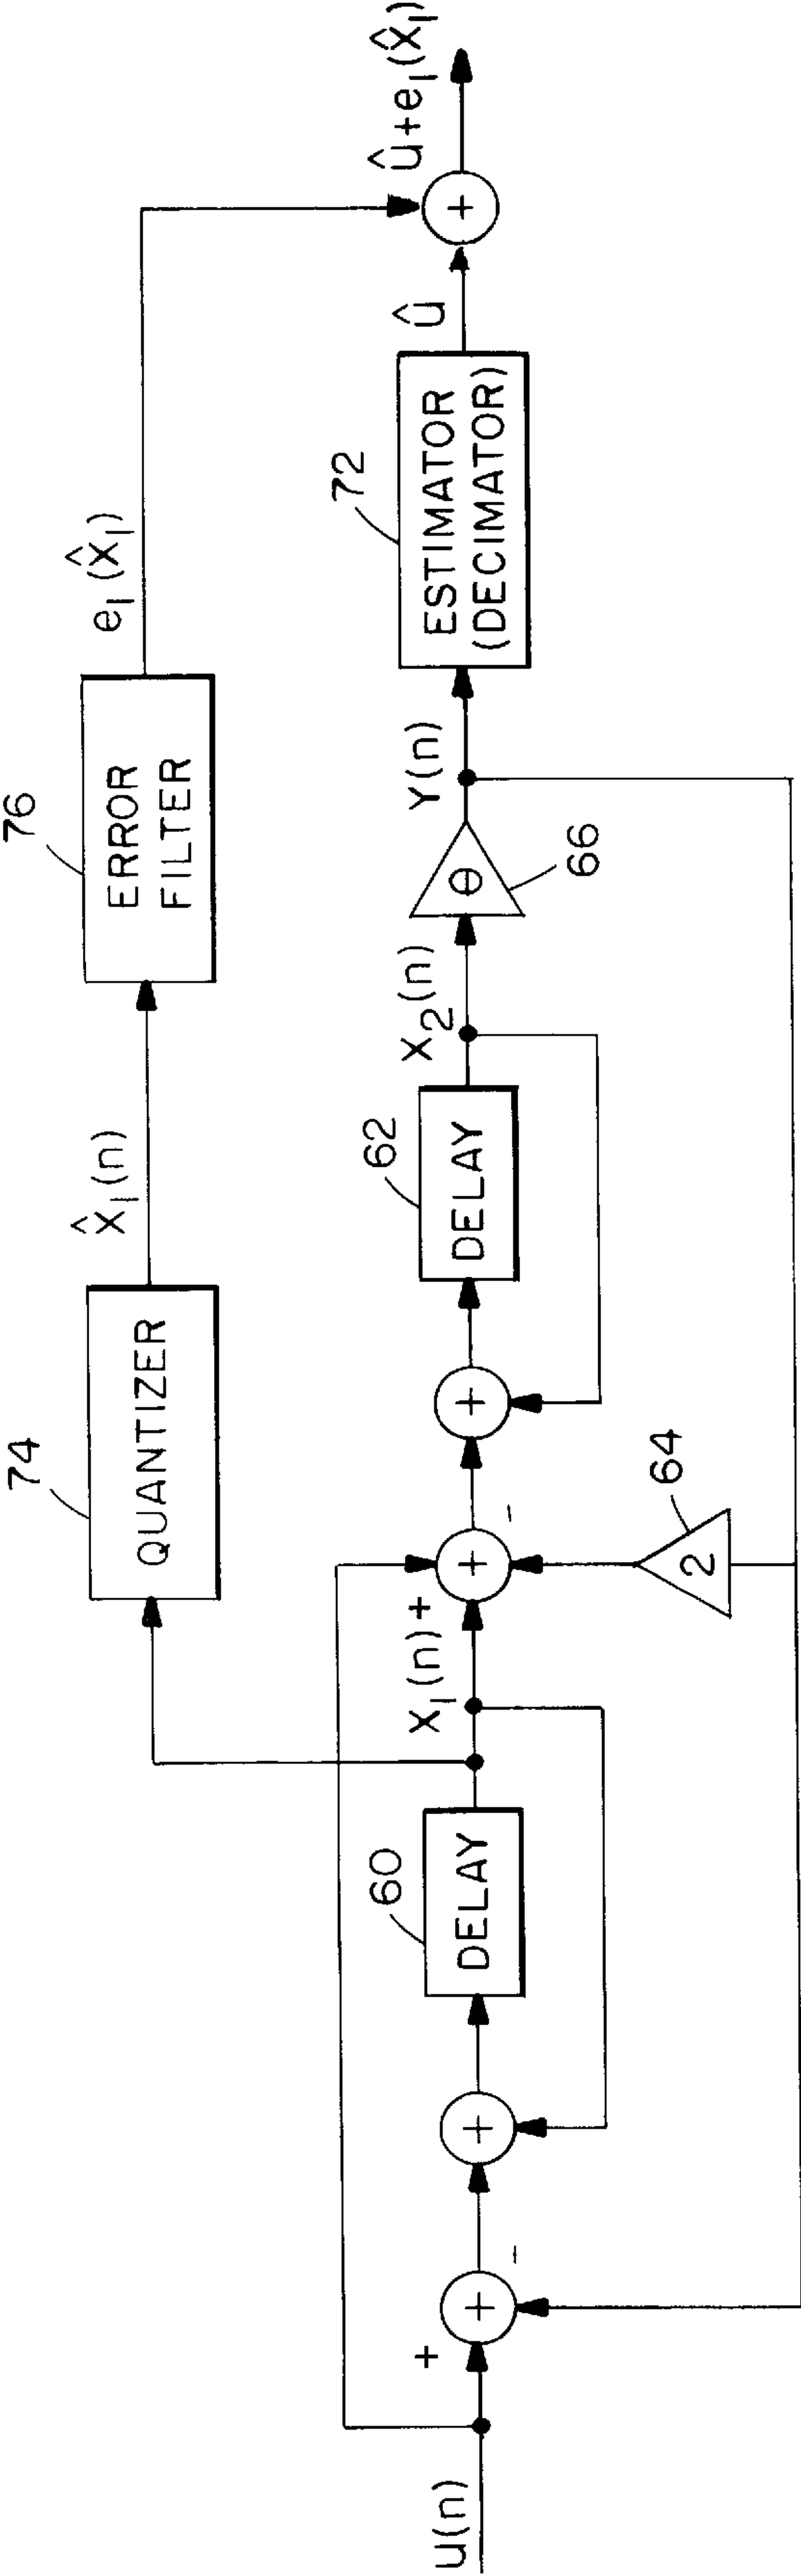 74
QUANTIZER
x̂₁(n)
76
ERROR
FILTER
e₁(x̂₁)
u(n)
+
+
-
+
60
DELAY
x₁(n)
+
+
-
64
2
+
62
DELAY
x₂(n)
θ
66
Y(n)
72
ESTIMATOR
(DECIMATOR)
û
+
û+e₁(x̂₁)